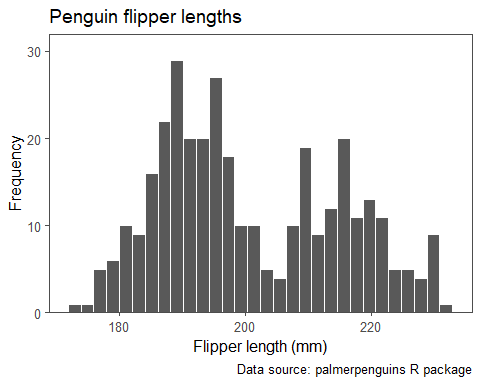 Penguin flipper lengths
30
20
10
0
Frequency
180 200 220
Flipper length (mm)
Data source: palmerpenguins R package